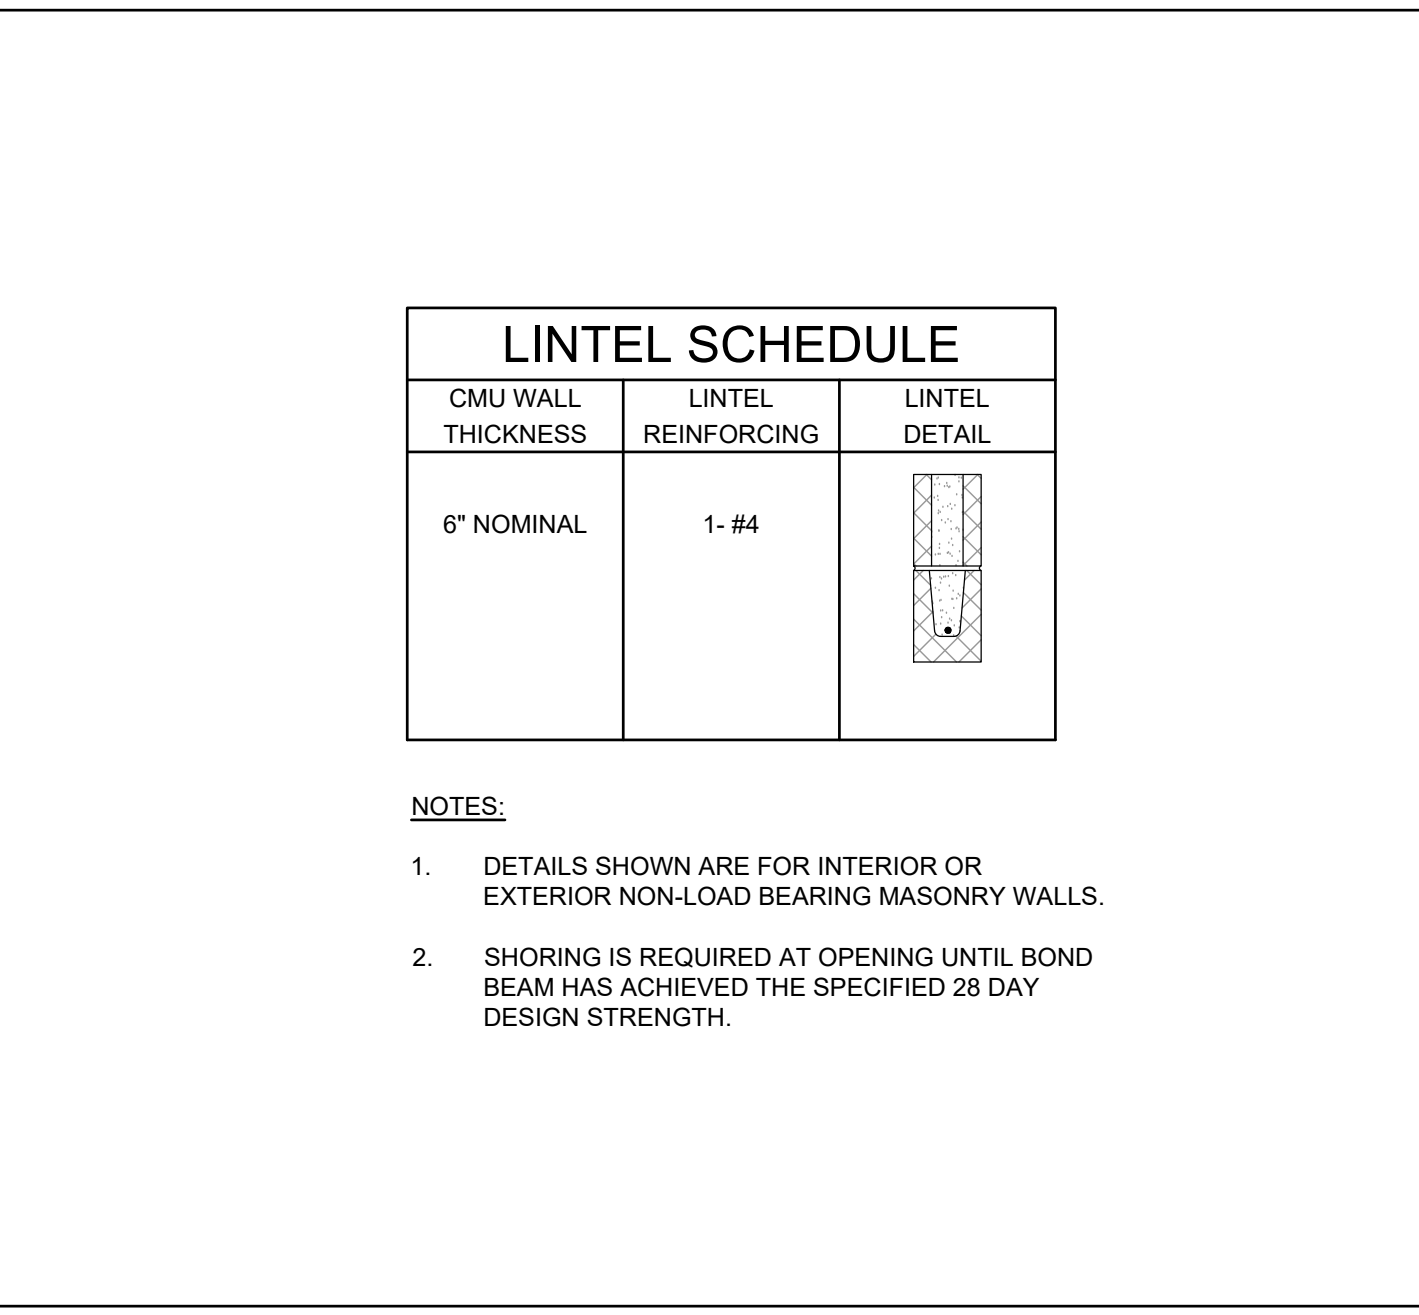 LINTEL SCHEDULE
CMU WALL THICKNESS
LINTEL REINFORCING
LINTEL DETAIL
6" NOMINAL
1- #4
NOTES:
1. DETAILS SHOWN ARE FOR INTERIOR OR
EXTERIOR NON-LOAD BEARING MASONRY WALLS.
2. SHORING IS REQUIRED AT OPENING UNTIL BOND
BEAM HAS ACHIEVED THE SPECIFIED 28 DAY
DESIGN STRENGTH.